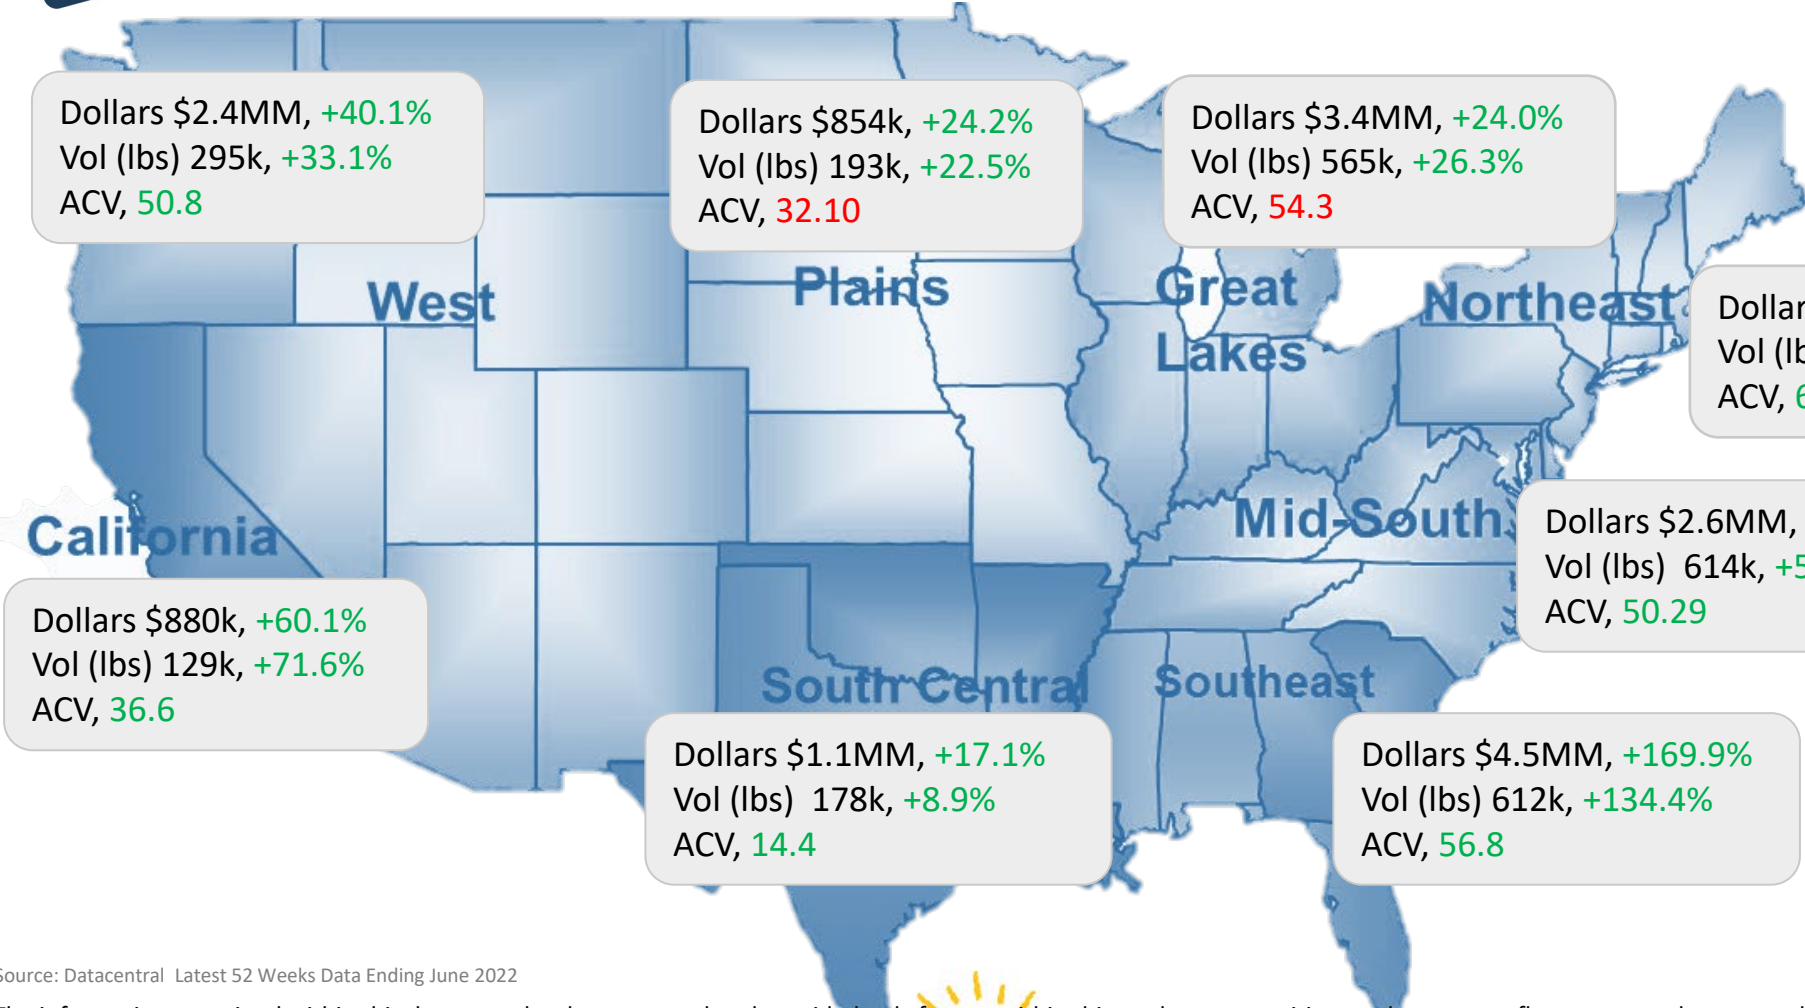 Dollars $2.4MM, +40.1%
Vol (lbs) 295k, +33.1%
ACV, 50.8
Dollars $854k, +24.2%
Vol (lbs) 193k, +22.5%
ACV, 32.10
Dollars $3.4MM, +24.0%
Vol (lbs) 565k, +26.3%
ACV, 54.3
West
Plains
Great
Lakes
Northeast
Vol
ACV, 6
California
Mid-South
Dollars $2.6MM,
Vol (lbs) 614k, +5
ACV, 50.29
Dollars $880k, +60.1%
Vol (lbs) 129k, +71.6%
ACV, 36.6
South Central
Southeast
Dollars $1.1MM, +17.1%
Vol (lbs) 178k, +8.9%
ACV, 14.4
Dollars $4.5MM, +169.9%
Vol (lbs) 612k, +134.4%
ACV, 56.8
Source: Datacentral Latest 52 Weeks Data Ending June 2022